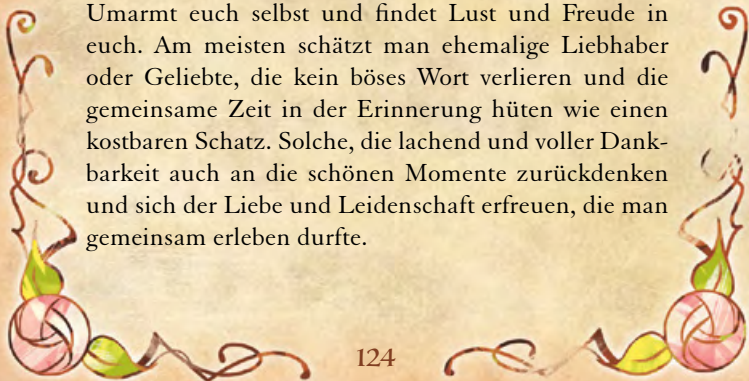 Umarmt euch selbst und findet Lust und Freude in
euch. Am meisten schätzt man ehemalige Liebhaber
oder Geliebte, die kein böses Wort verlieren und die
gemeinsame Zeit in der Erinnerung hüten wie einen
kostbaren Schatz. Solche, die lachend und voller Dank-
barkeit auch an die schönen Momente zurückdenken
und sich der Liebe und Leidenschaft erfreuen, die man
gemeinsam erleben durfte.
124